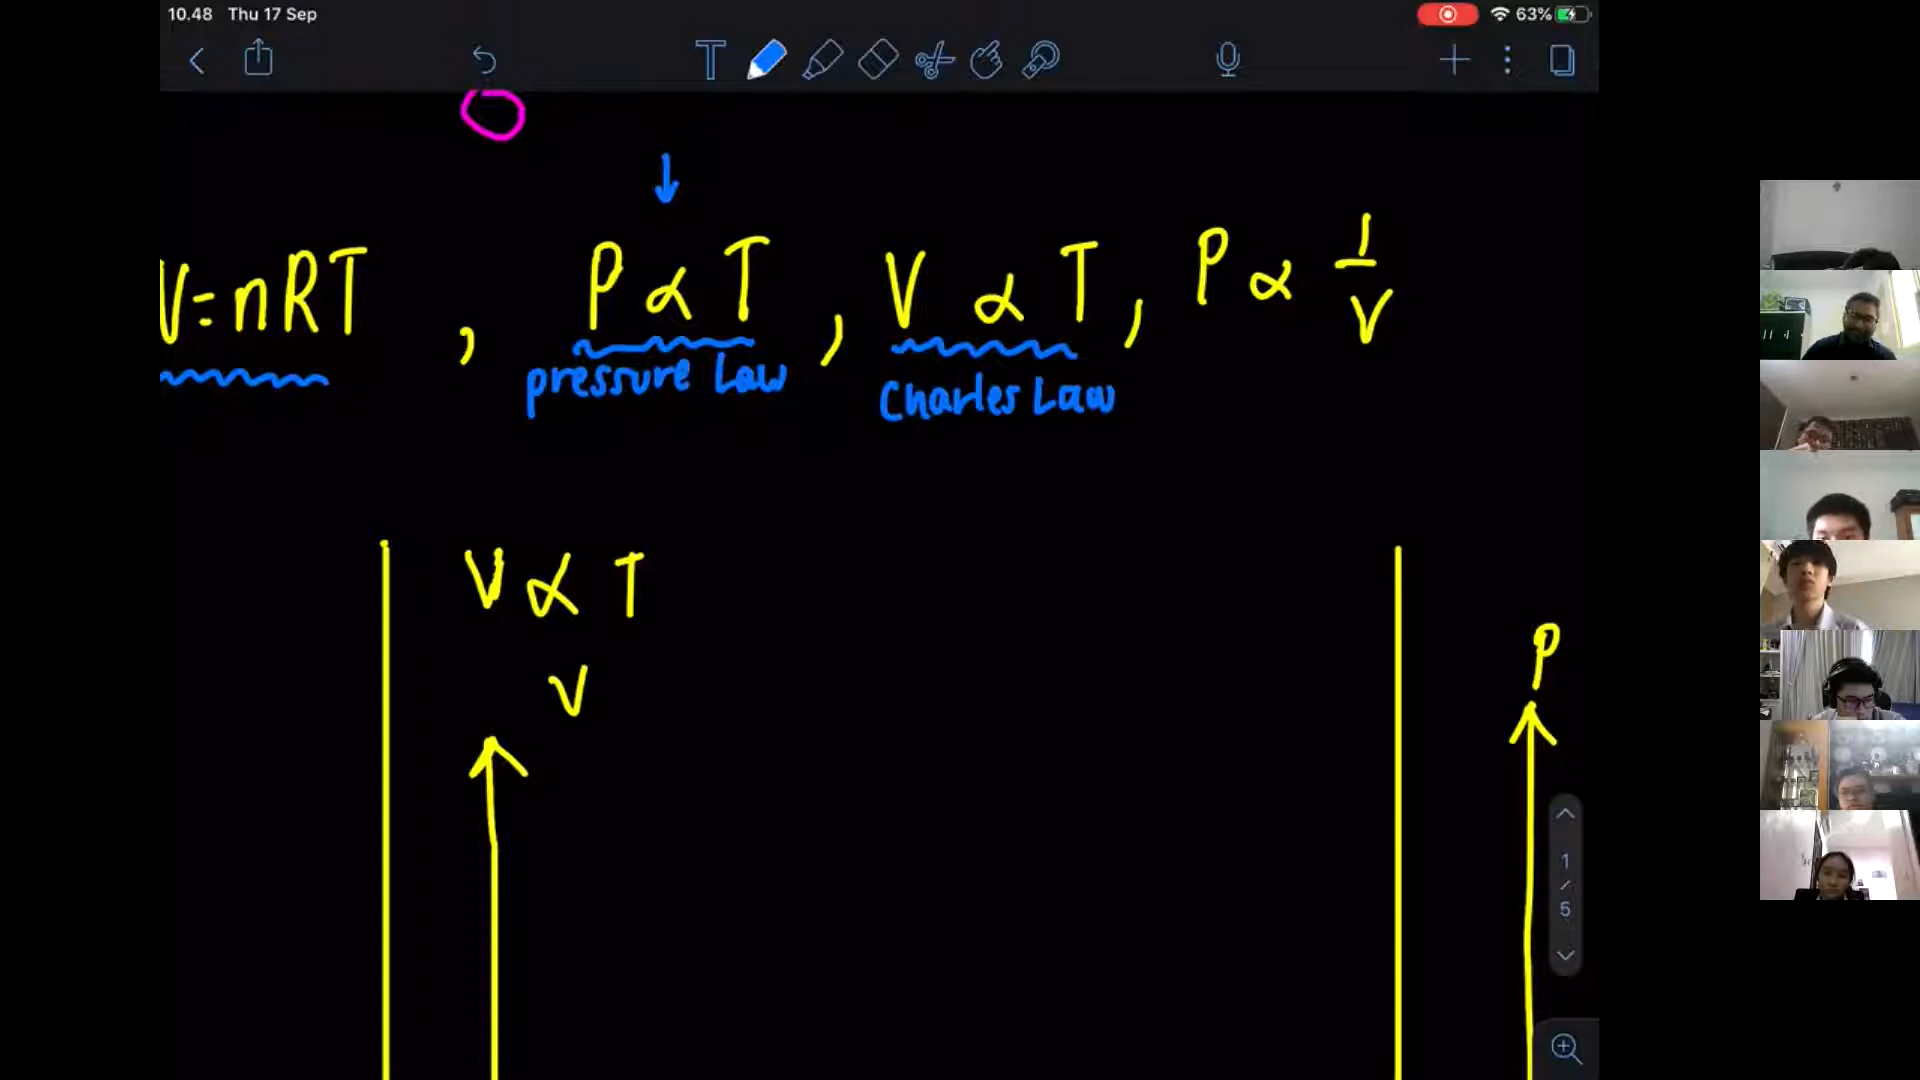 10.48 Thu 17 Sep
63%
T
V=nRT , P ∝ T , V ∝ T , P ∝ 1/V
pressure Law
Charles Law
V ∝ T
V
P
1
/
5